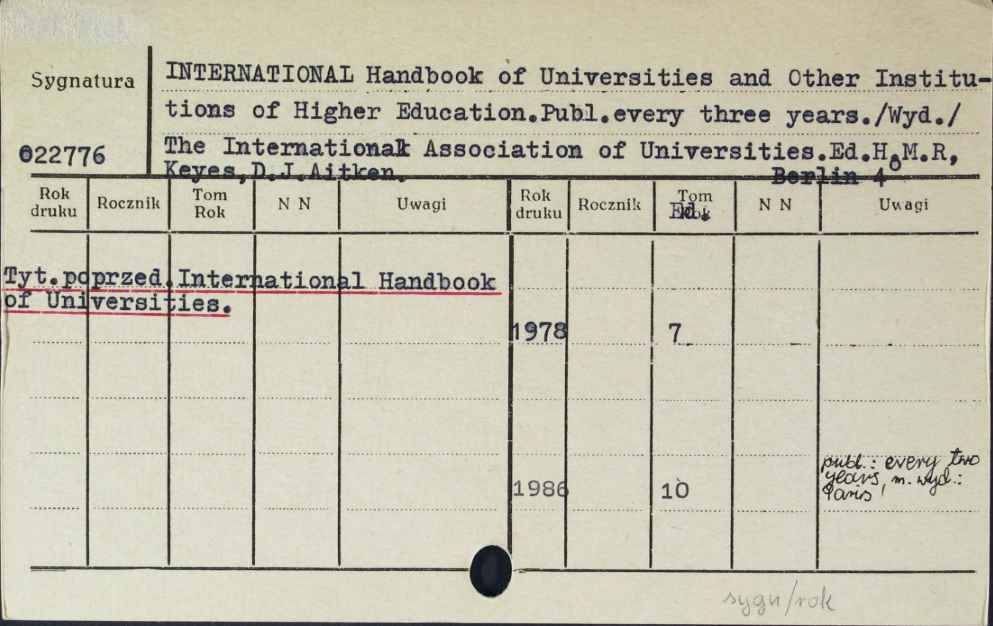 Sygnatura
022776
INTERNATIONAL Handbook of Universities and Other Institu-
tions of Higher Education.Publ.every three years./Wyd./
The International Association of Universities.Ed.H.M.R,
Keyes,D.J.Aitken. Berlin 4°
Rok druku Rocznik Tom Rok N N Uwagi Rok druku Rocznik Tom Rok Ed. N N Uwagi
Tyt.poprzed.International Handbook
of Universities.
1978 7
1986 10 publ.: every two
years, m. wyd.:
Paris!
sygn/rok